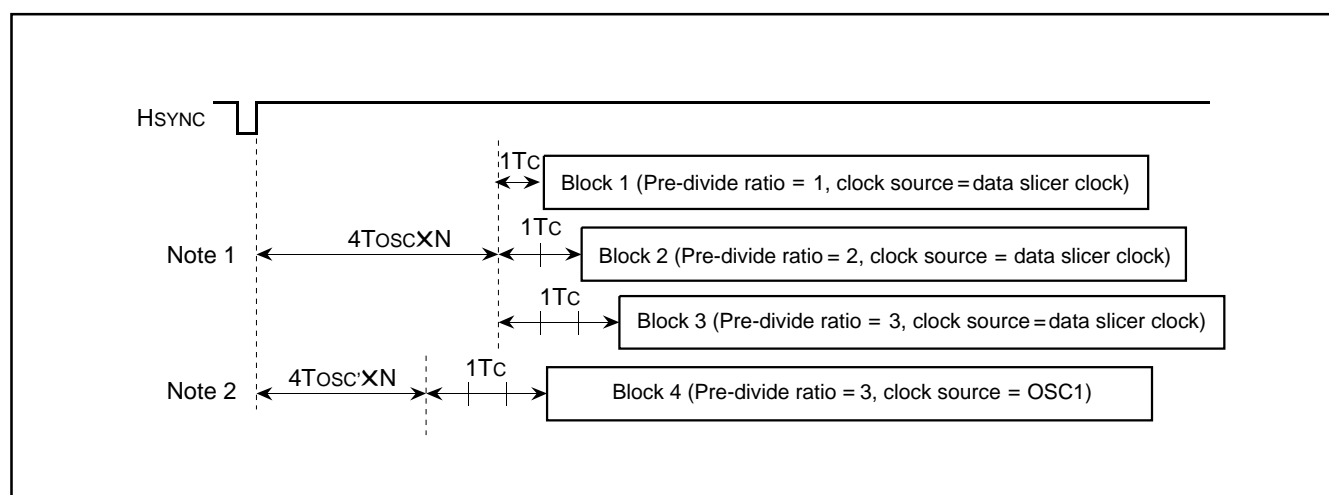 HSYNC
1TC
Block 1 (Pre-divide ratio = 1, clock source = data slicer clock)
Note 1
4TOSC×N
1TC
Block 2 (Pre-divide ratio = 2, clock source = data slicer clock)
1TC
Block 3 (Pre-divide ratio = 3, clock source = data slicer clock)
Note 2
4TOSC'×N
1TC
Block 4 (Pre-divide ratio = 3, clock source = OSC1)